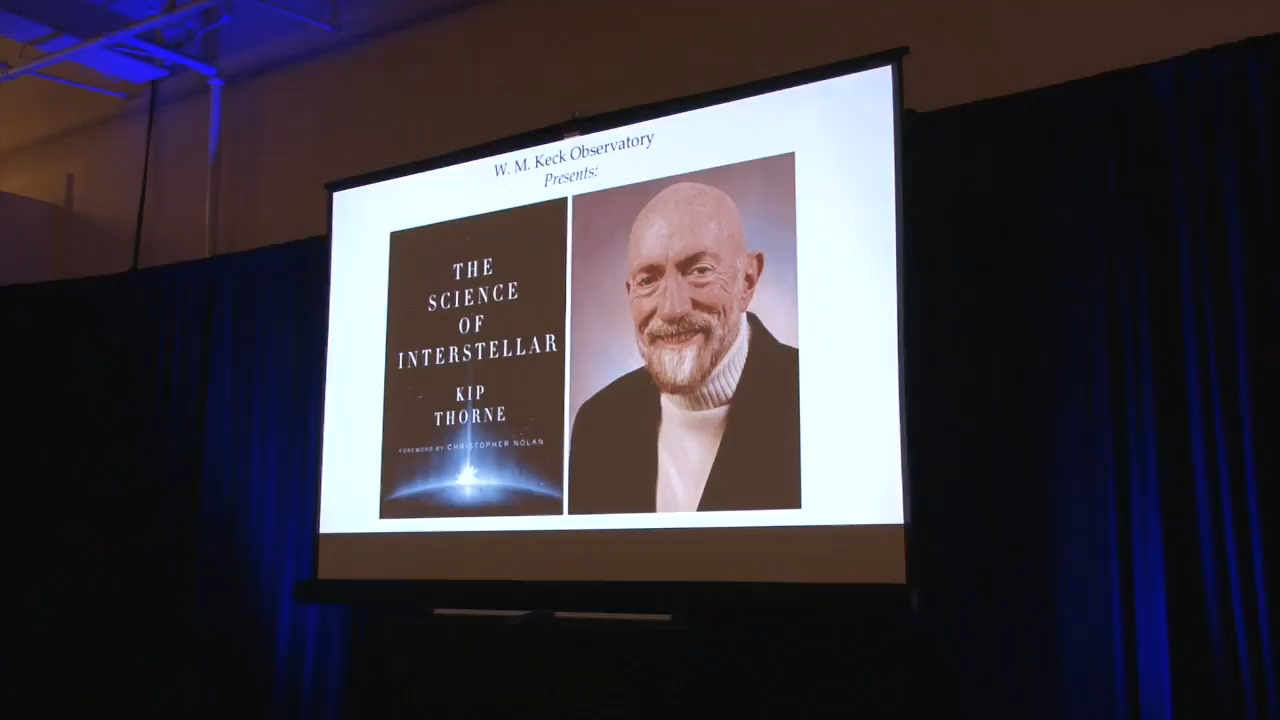 W. M. Keck Observatory
Presents:
THE
SCIENCE
OF
INTERSTELLAR
KIP
THORNE
FOREWORD BY CHRISTOPHER NOLAN